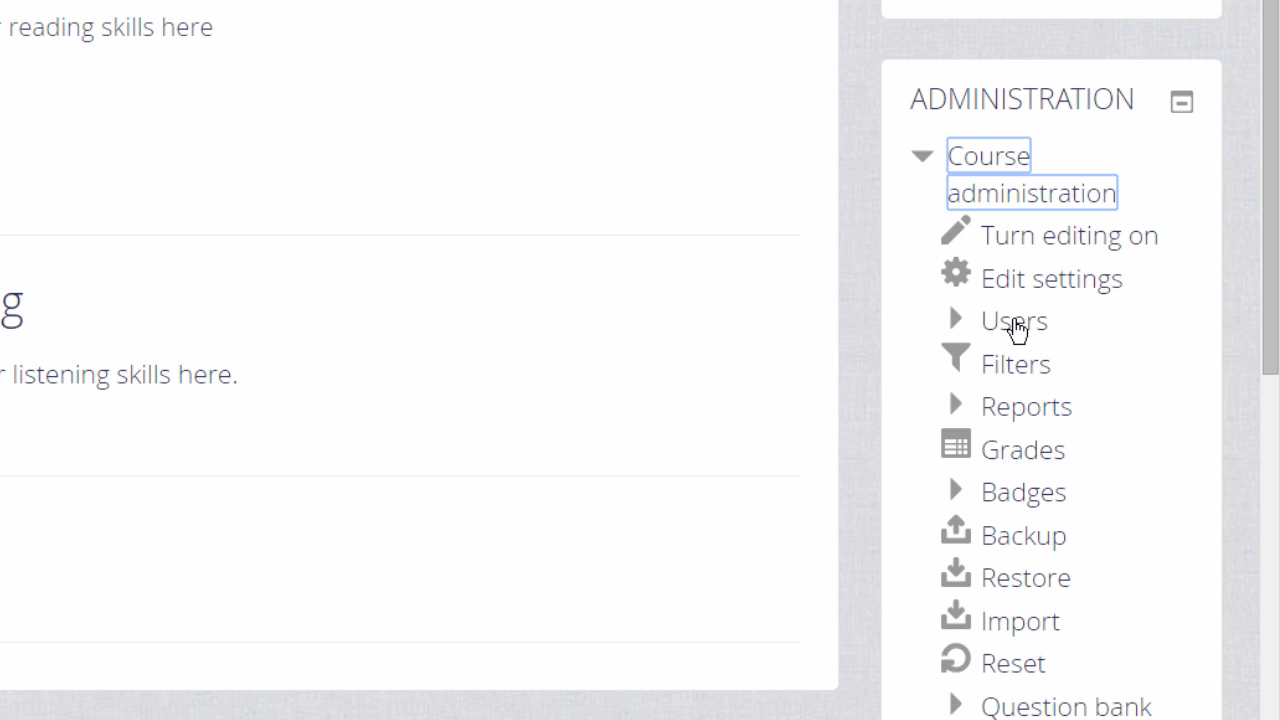 reading skills here
g
listening skills here.
ADMINISTRATION
Course
administration
Turn editing on
Edit settings
Users
Filters
Reports
Grades
Badges
Backup
Restore
Import
Reset
Question bank